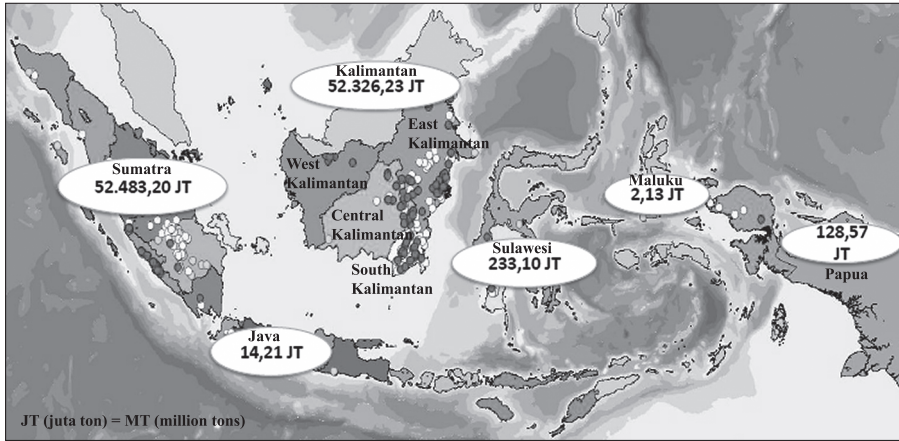 Kalimantan
52.326,23 JT
East
Kalimantan
West
Kalimantan
Sumatra
52.483,20 JT
Central
Kalimantan
South
Kalimantan
Maluku
2,13 JT
Sulawesi
233,10 JT
128,57
JT
Papua
Java
14,21 JT
JT (juta ton) = MT (million tons)